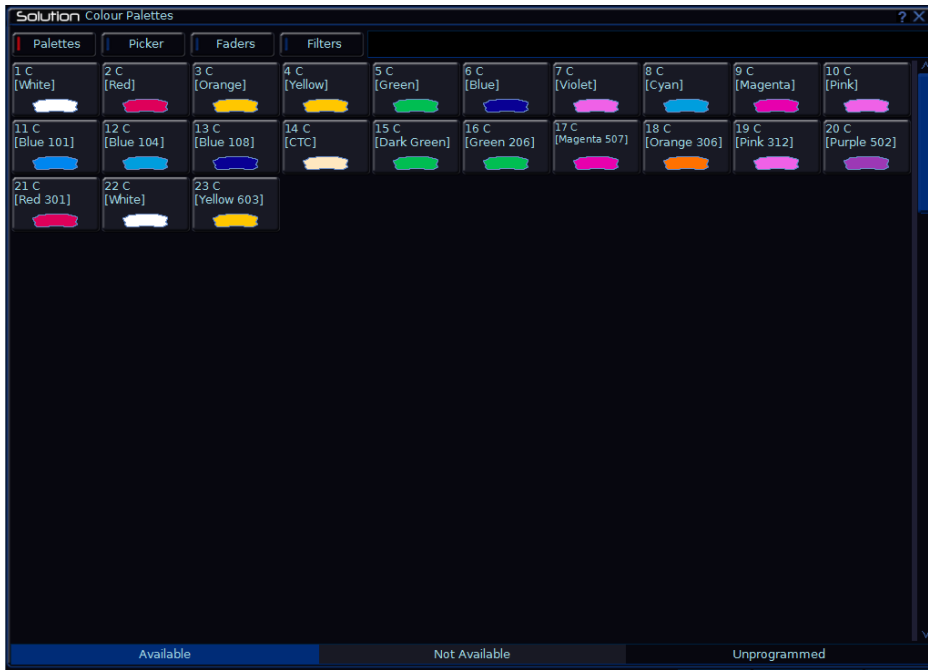 Solution Colour Palettes ? X
Palettes Picker Faders Filters
1 C 2 C 3 C 4 C 5 C 6 C 7 C 8 C 9 C 10 C
[White] [Red] [Orange] [Yellow] [Green] [Blue] [Violet] [Cyan] [Magenta] [Pink]
11 C 12 C 13 C 14 C 15 C 16 C 17 C 18 C 19 C 20 C
[Blue 101] [Blue 104] [Blue 108] [CTC] [Dark Green] [Green 206] [Magenta 507] [Orange 306] [Pink 312] [Purple 502]
21 C 22 C 23 C
[Red 301] [White] [Yellow 603]
Available Not Available Unprogrammed